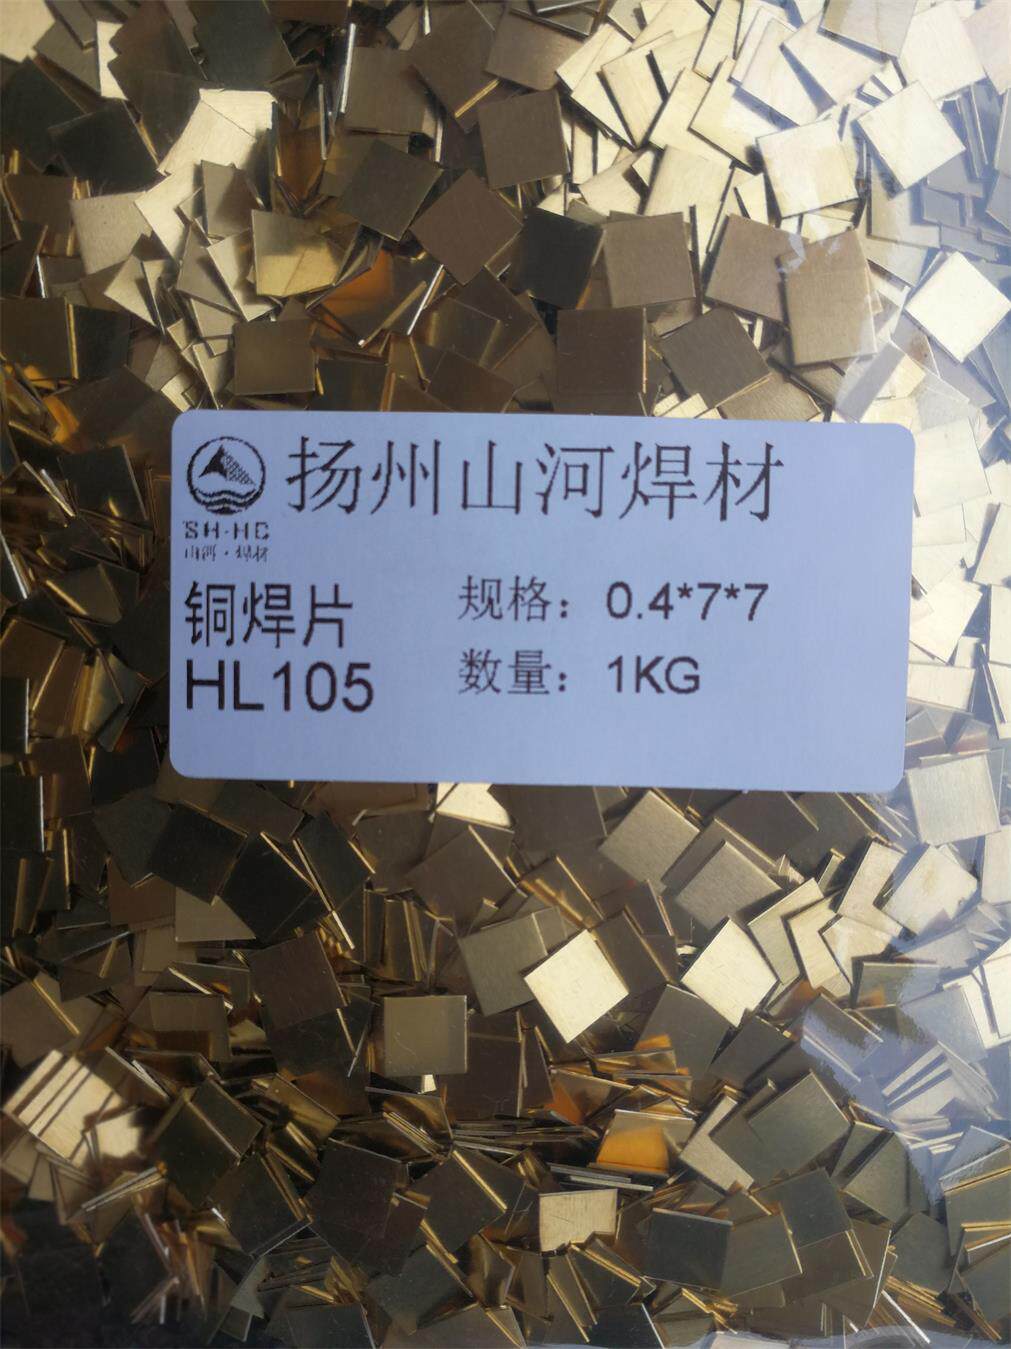 扬州山河焊材
SH·HC
山河·焊材
铜焊片
HL105
规格：0.4*7*7
数量：1KG